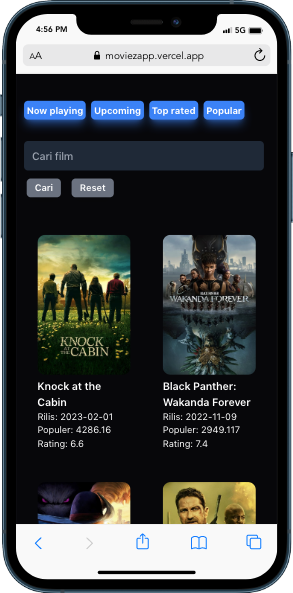 4:56 PM 5G
AA moviezapp.vercel.app
Now playing Upcoming Top rated Popular
Cari film
Cari Reset
KNOCK
AT THE CABIN
WAKANDA FOREVER
Knock at the
Cabin
Rilis: 2023-02-01
Populer: 4286.16
Rating: 6.6
Black Panther:
Wakanda Forever
Rilis: 2022-11-09
Populer: 2949.117
Rating: 7.4